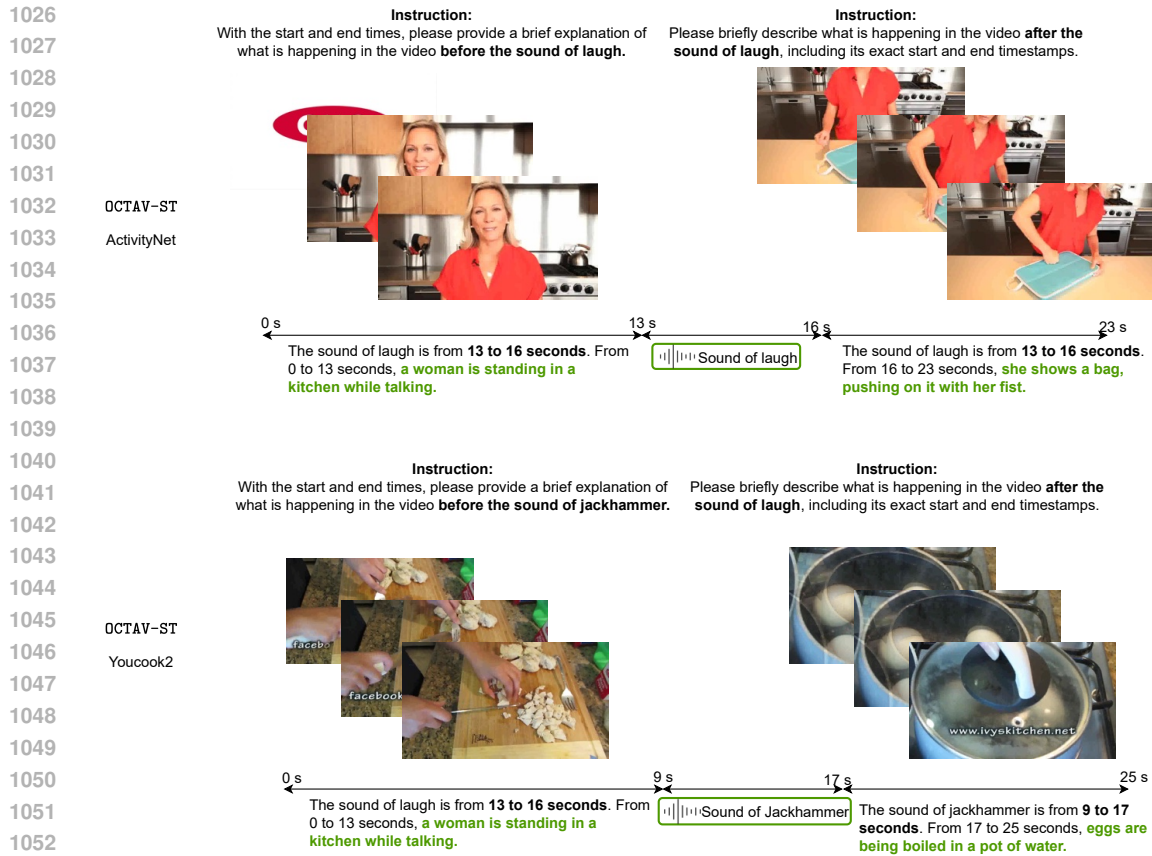 1026
1027
1028
1029
1030
1031
1032
1033
1034
1035
1036
1037
1038
1039
1040
1041
1042
1043
1044
1045
1046
1047
1048
1049
1050
1051
1052
OCTAV-ST
ActivityNet
Instruction:
With the start and end times, please provide a brief explanation of
what is happening in the video before the sound of laugh.
Instruction:
Please briefly describe what is happening in the video after the
sound of laugh, including its exact start and end timestamps.
0 s
13 s
16 s
23 s
The sound of laugh is from 13 to 16 seconds. From
0 to 13 seconds, a woman is standing in a
kitchen while talking.
Sound of laugh
The sound of laugh is from 13 to 16 seconds.
From 16 to 23 seconds, she shows a bag,
pushing on it with her fist.
OCTAV-ST
Youcook2
Instruction:
With the start and end times, please provide a brief explanation of
what is happening in the video before the sound of jackhammer.
Instruction:
Please briefly describe what is happening in the video after the
sound of laugh, including its exact start and end timestamps.
facebo
facebook
www.ivyskitchen.net
0 s
9 s
17 s
25 s
The sound of laugh is from 13 to 16 seconds. From
0 to 13 seconds, a woman is standing in a
kitchen while talking.
Sound of Jackhammer
The sound of jackhammer is from 9 to 17
seconds. From 17 to 25 seconds, eggs are
being boiled in a pot of water.